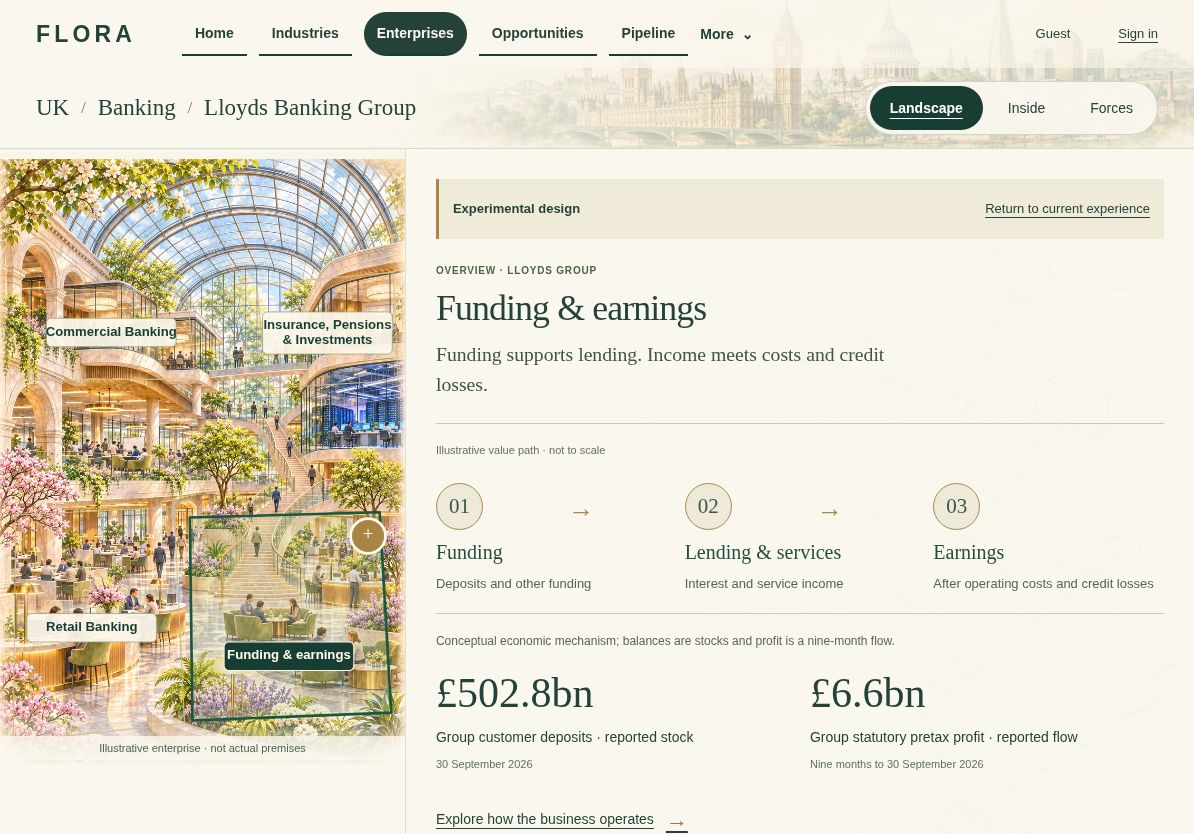 FLORA
Home
Industries
Enterprises
Opportunities
Pipeline
More
Guest
Sign in
UK / Banking / Lloyds Banking Group
Landscape
Inside
Forces
Commercial Banking
Insurance, Pensions
& Investments
Retail Banking
+
Funding & earnings
Illustrative enterprise · not actual premises
Experimental design
Return to current experience
OVERVIEW · LLOYDS GROUP
Funding & earnings
Funding supports lending. Income meets costs and credit
losses.
Illustrative value path · not to scale
01 → 02 → 03
Funding
Lending & services
Earnings
Deposits and other funding
Interest and service income
After operating costs and credit losses
Conceptual economic mechanism; balances are stocks and profit is a nine-month flow.
£502.8bn
Group customer deposits · reported stock
30 September 2026
£6.6bn
Group statutory pretax profit · reported flow
Nine months to 30 September 2026
Explore how the business operates →